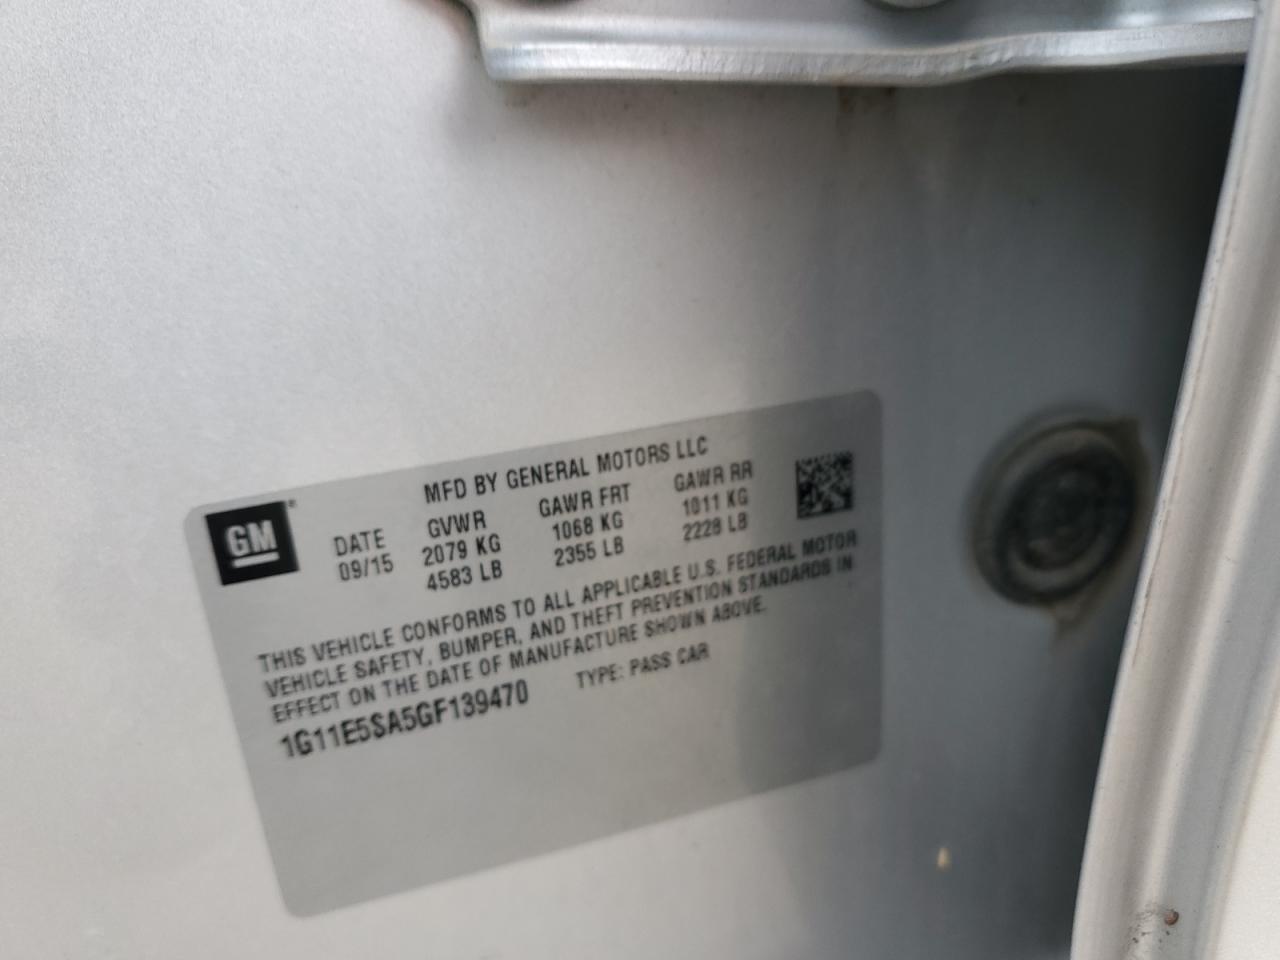 GM®
MFD BY GENERAL MOTORS LLC
DATE GVWR GAWR FRT GAWR RR
09/15 2079 KG 1068 KG 1011 KG
4583 LB 2355 LB 2228 LB
THIS VEHICLE CONFORMS TO ALL APPLICABLE U.S. FEDERAL MOTOR
VEHICLE SAFETY, BUMPER, AND THEFT PREVENTION STANDARDS IN
EFFECT ON THE DATE OF MANUFACTURE SHOWN ABOVE.
1G11E5SA5GF139470 TYPE: PASS CAR